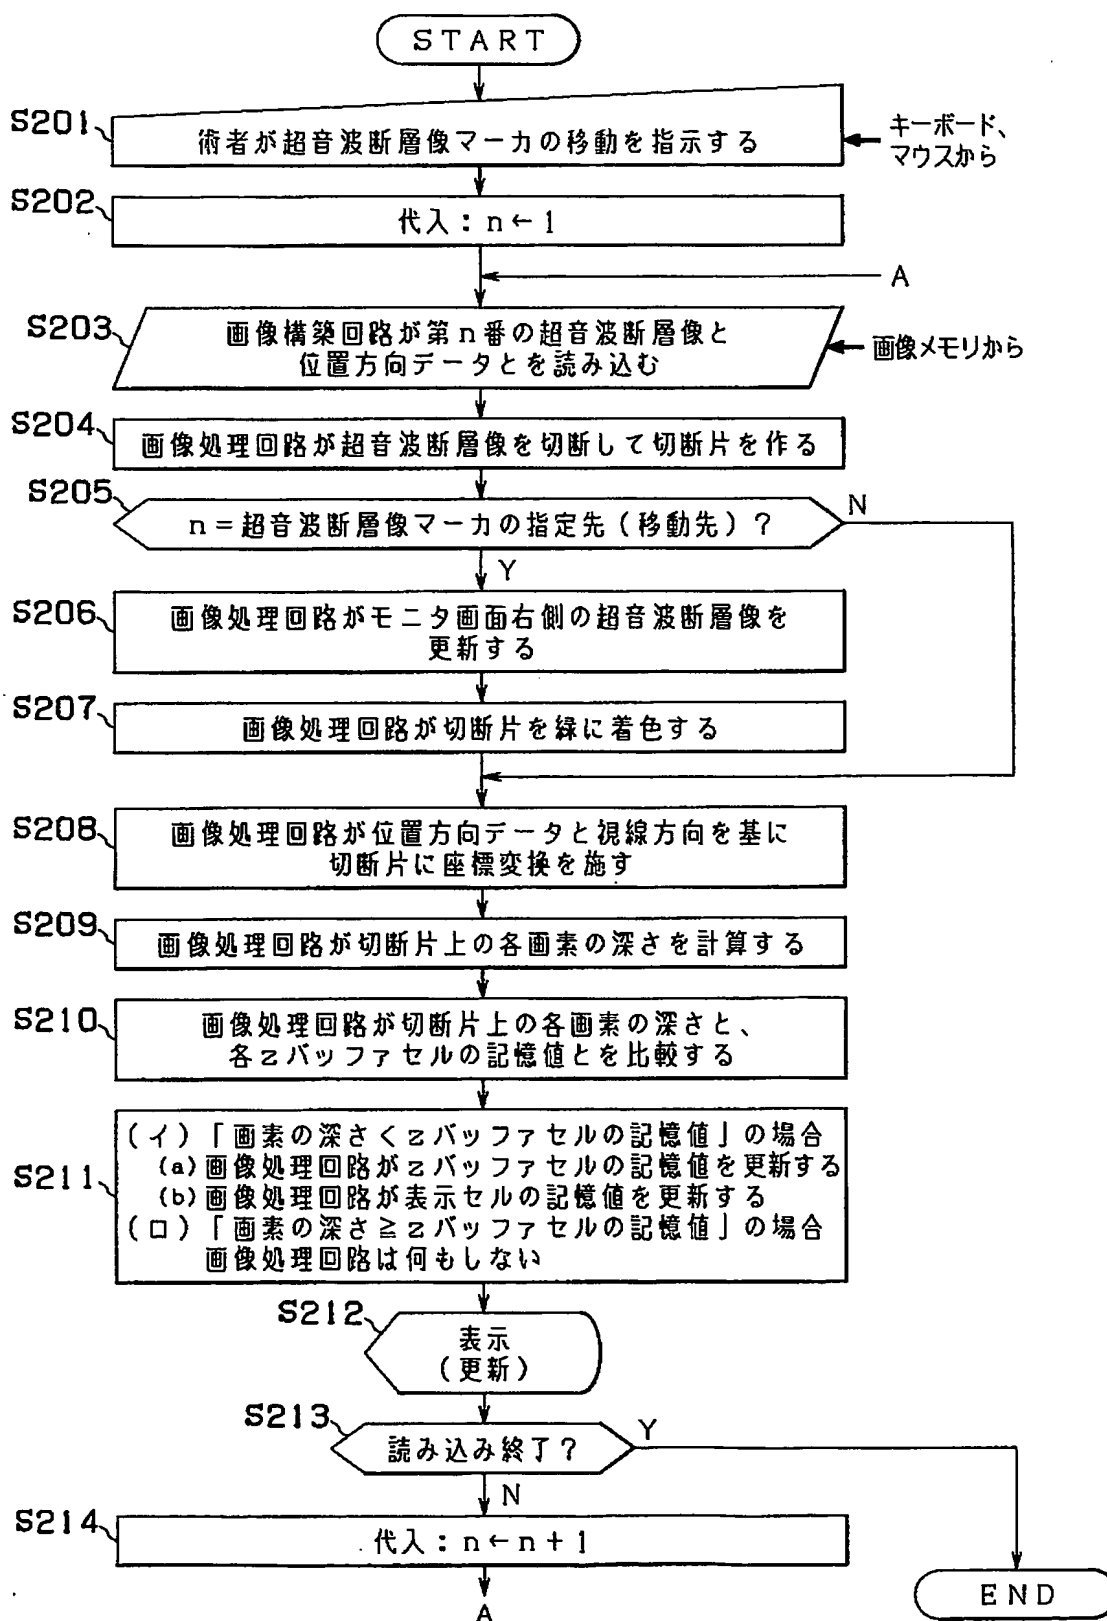 START
S201
術者が超音波断層像マーカの移動を指示する
キーボード、
マウスから
S202
代入：n←1
A
S203
画像構築回路が第n番の超音波断層像と
位置方向データとを読み込む
画像メモリから
S204
画像処理回路が超音波断層像を切断して切断片を作る
S205
n＝超音波断層像マーカの指定先（移動先）？
N
Y
S206
画像処理回路がモニタ画面右側の超音波断層像を
更新する
S207
画像処理回路が切断片を緑に着色する
S208
画像処理回路が位置方向データと視線方向を基に
切断片に座標変換を施す
S209
画像処理回路が切断片上の各画素の深さを計算する
S210
画像処理回路が切断片上の各画素の深さと、
各zバッファセルの記憶値とを比較する
S211
（イ）「画素の深さ＜zバッファセルの記憶値」の場合
(a)画像処理回路がzバッファセルの記憶値を更新する
(b)画像処理回路が表示セルの記憶値を更新する
（ロ）「画素の深さ≧zバッファセルの記憶値」の場合
画像処理回路は何もしない
S212
表示
（更新）
S213
読み込み終了？
Y
N
S214
代入：n←n＋1
A
END